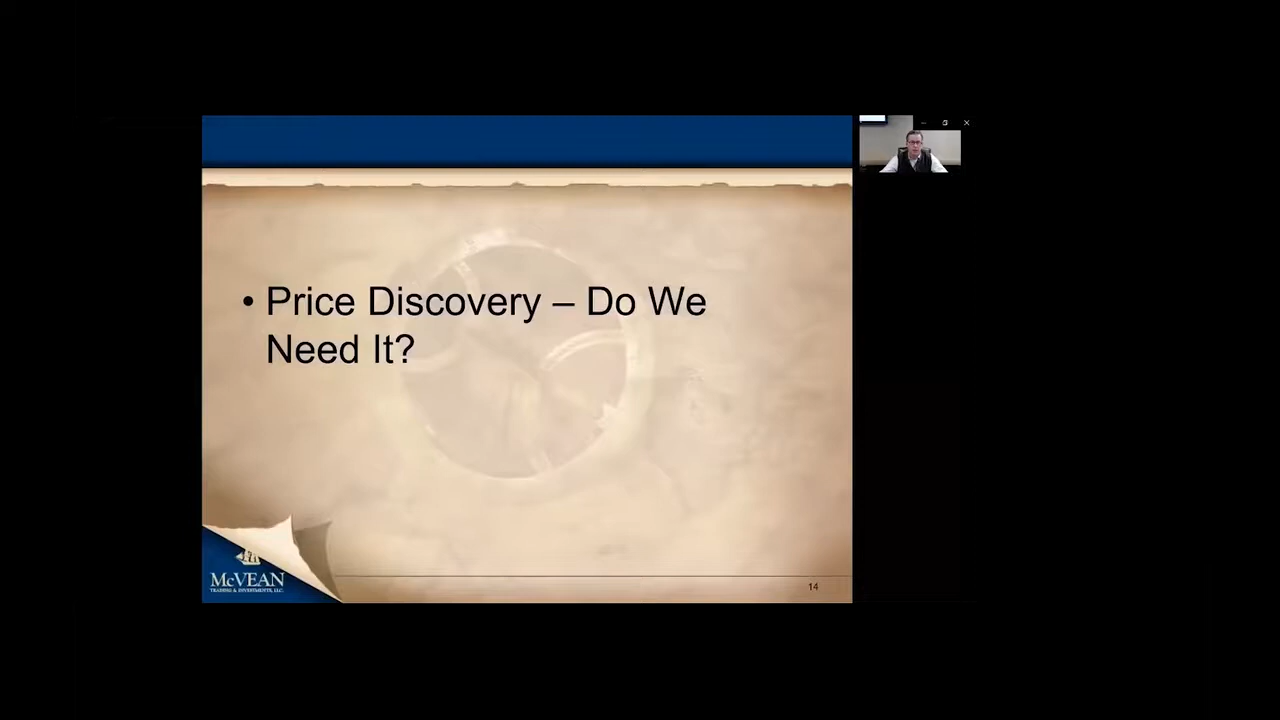 • Price Discovery – Do We
Need It?
McVEAN
TRADING & INVESTMENTS, LLC.
14